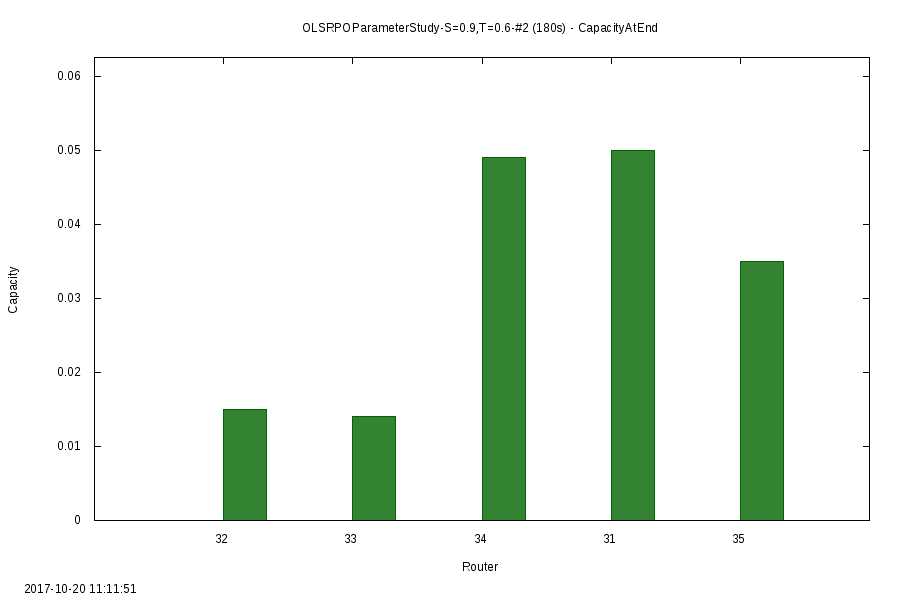 OLSRPOParameterStudy-S=0.9,T=0.6-#2 (180s) - CapacityAtEnd
0.06
0.05
0.04
0.03
0.02
0.01
0
Capacity
32 33 34 31 35
Router
2017-10-20 11:11:51